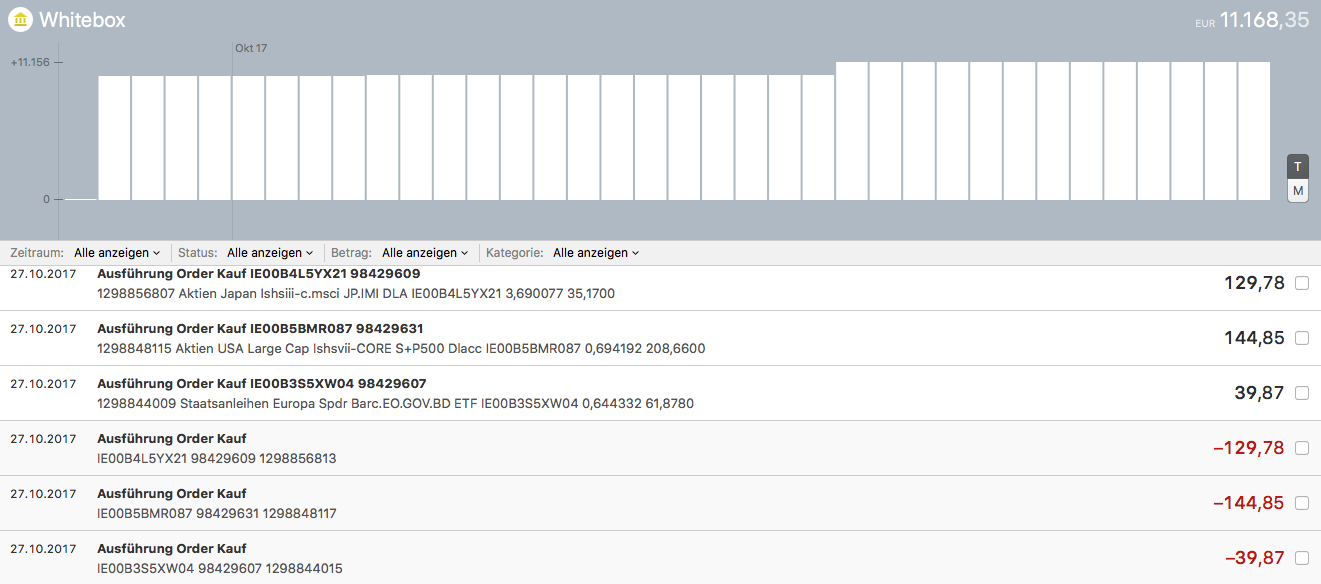 Whitebox
EUR 11.168,35
Okt 17
+11.156
0
T
M
Zeitraum: Alle anzeigen Status: Alle anzeigen Betrag: Alle anzeigen Kategorie: Alle anzeigen
27.10.2017 Ausführung Order Kauf IE00B4L5YX21 98429609 129,78
1298856807 Aktien Japan Ishsiii-c.msci JP.IMI DLA IE00B4L5YX21 3,690077 35,1700
27.10.2017 Ausführung Order Kauf IE00B5BMR087 98429631 144,85
1298848115 Aktien USA Large Cap Ishsvii-CORE S+P500 Dlacc IE00B5BMR087 0,694192 208,6600
27.10.2017 Ausführung Order Kauf IE00B3S5XW04 98429607 39,87
1298844009 Staatsanleihen Europa Spdr Barc.EO.GOV.BD ETF IE00B3S5XW04 0,644332 61,8780
27.10.2017 Ausführung Order Kauf –129,78
IE00B4L5YX21 98429609 1298856813
27.10.2017 Ausführung Order Kauf –144,85
IE00B5BMR087 98429631 1298848117
27.10.2017 Ausführung Order Kauf –39,87
IE00B3S5XW04 98429607 1298844015